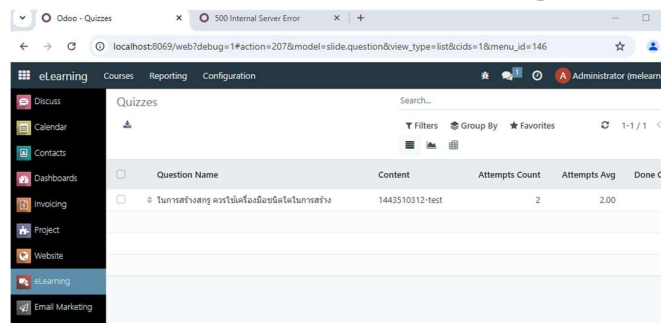 Odoo - Quizzes
500 Internal Server Error
localhost:8069/web?debug=1#action=207&model=slide.question&view_type=list&cids=1&menu_id=146
eLearning Courses Reporting Configuration 1 A Administrator (melearn
Discuss
Calendar
Contacts
Dashboards
Invoicing
Project
Website
eLearning
Email Marketing
Quizzes
Search...
Filters Group By Favorites 1-1 / 1
Question Name Content Attempts Count Attempts Avg Done C
ในการสร้างสกรู ควรใช้เครื่องมือชนิดใดในการสร้าง 1443510312-test 2 2.00